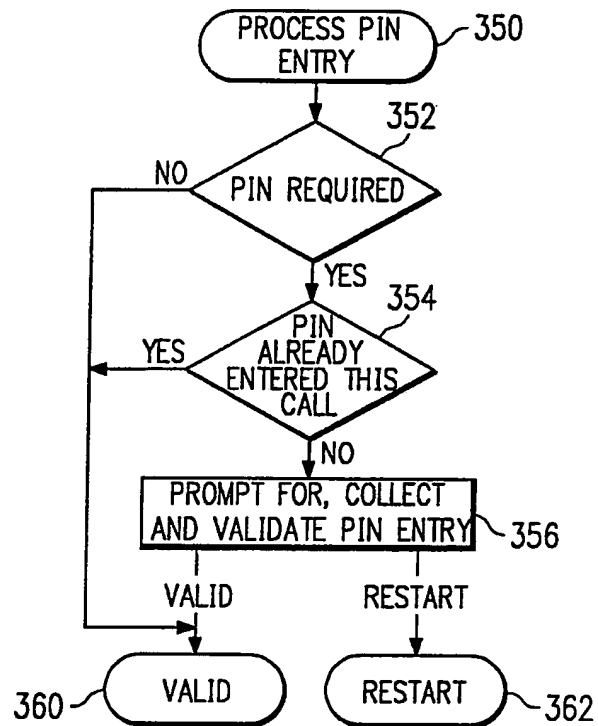 PROCESS PIN
ENTRY
350
352
NO
PIN REQUIRED
YES
354
YES
PIN
ALREADY
ENTERED THIS
CALL
NO
PROMPT FOR, COLLECT
AND VALIDATE PIN ENTRY
356
VALID
RESTART
360
VALID
RESTART
362